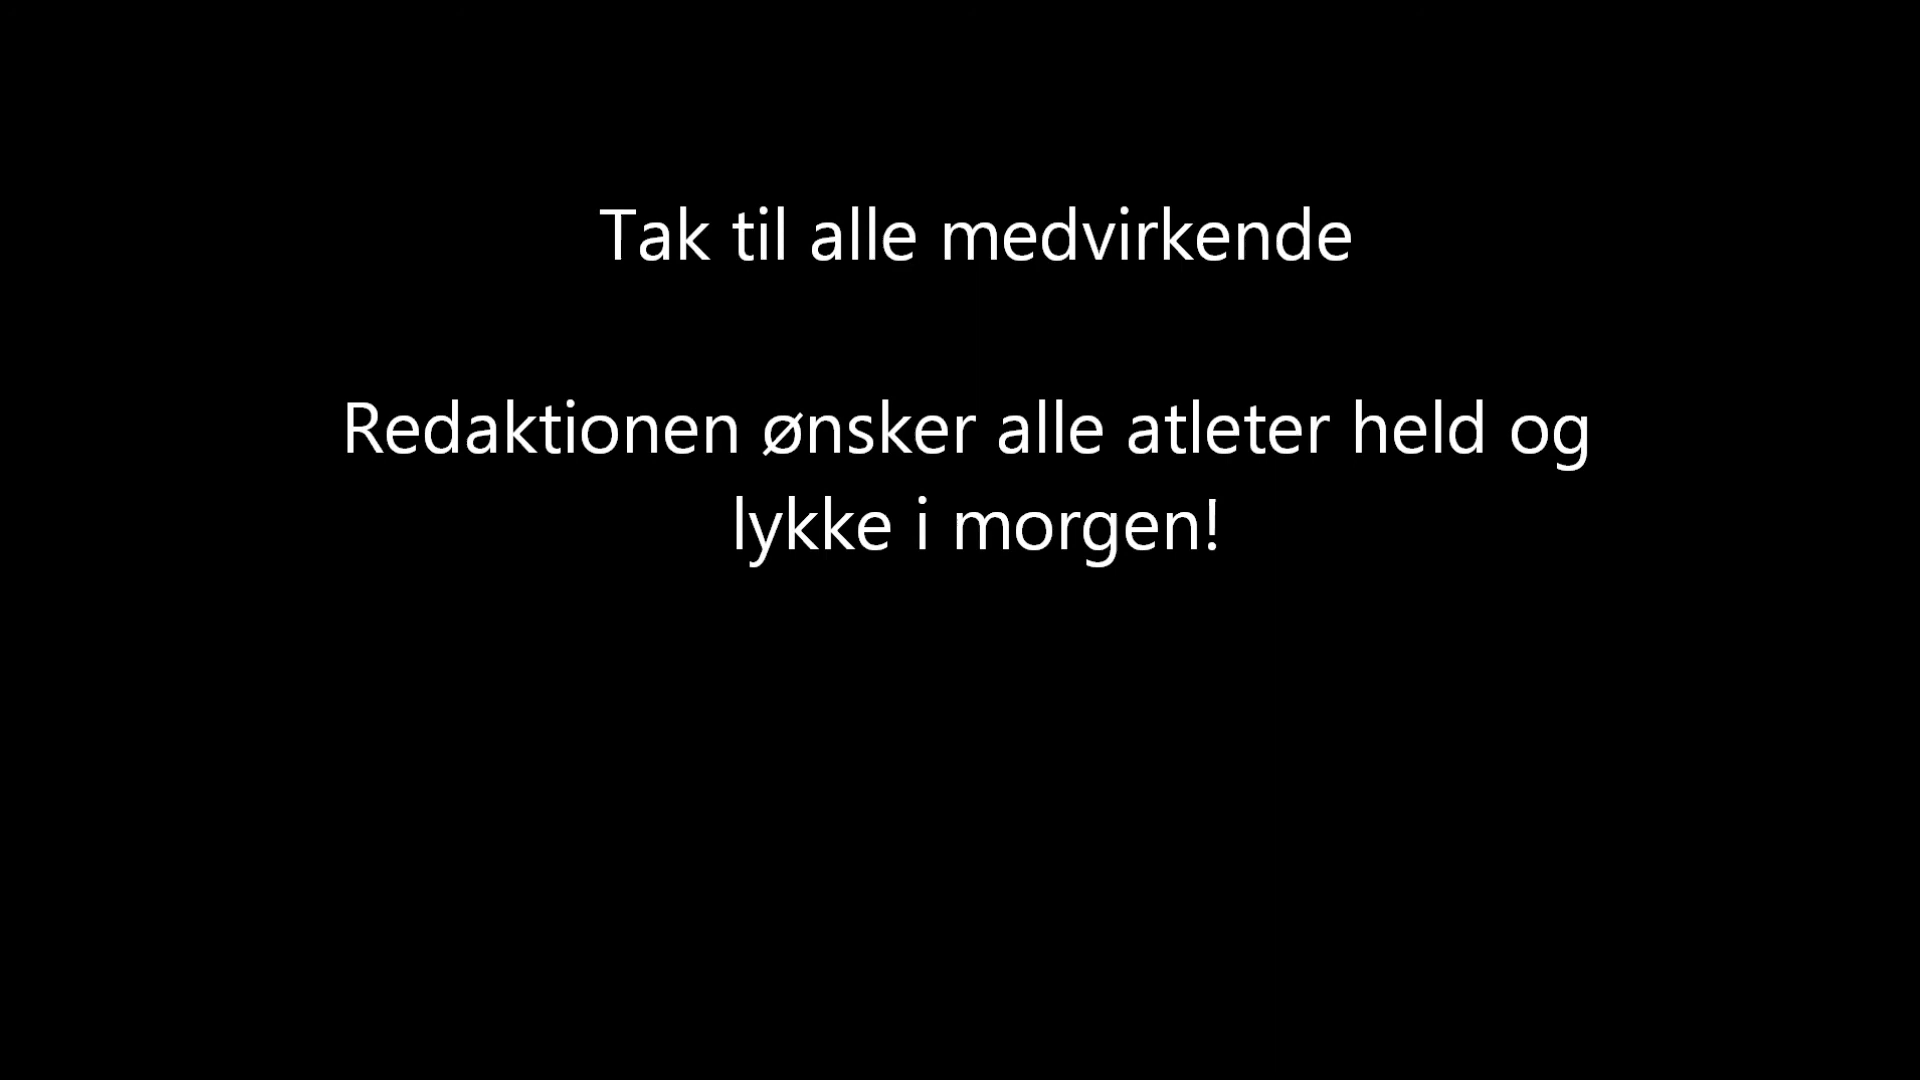 Tak til alle medvirkende
Redaktionen ønsker alle atleter held og
lykke i morgen!